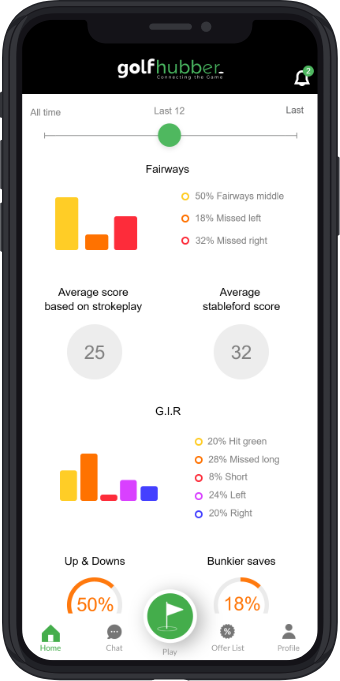 golfhubber_
Connecting the Game
2
All time
Last 12
Last
Fairways
50% Fairways middle
18% Missed left
32% Missed right
Average score
based on strokeplay
25
Average
stableford score
32
G.I.R
20% Hit green
28% Missed long
8% Short
24% Left
20% Right
Up & Downs
50%
Bunkier saves
18%
Home
Chat
Play
%
Offer List
Profile